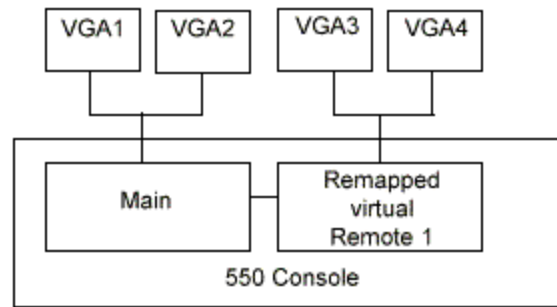 VGA1
VGA2
VGA3
VGA4
Main
Remapped
virtual
Remote 1
550 Console